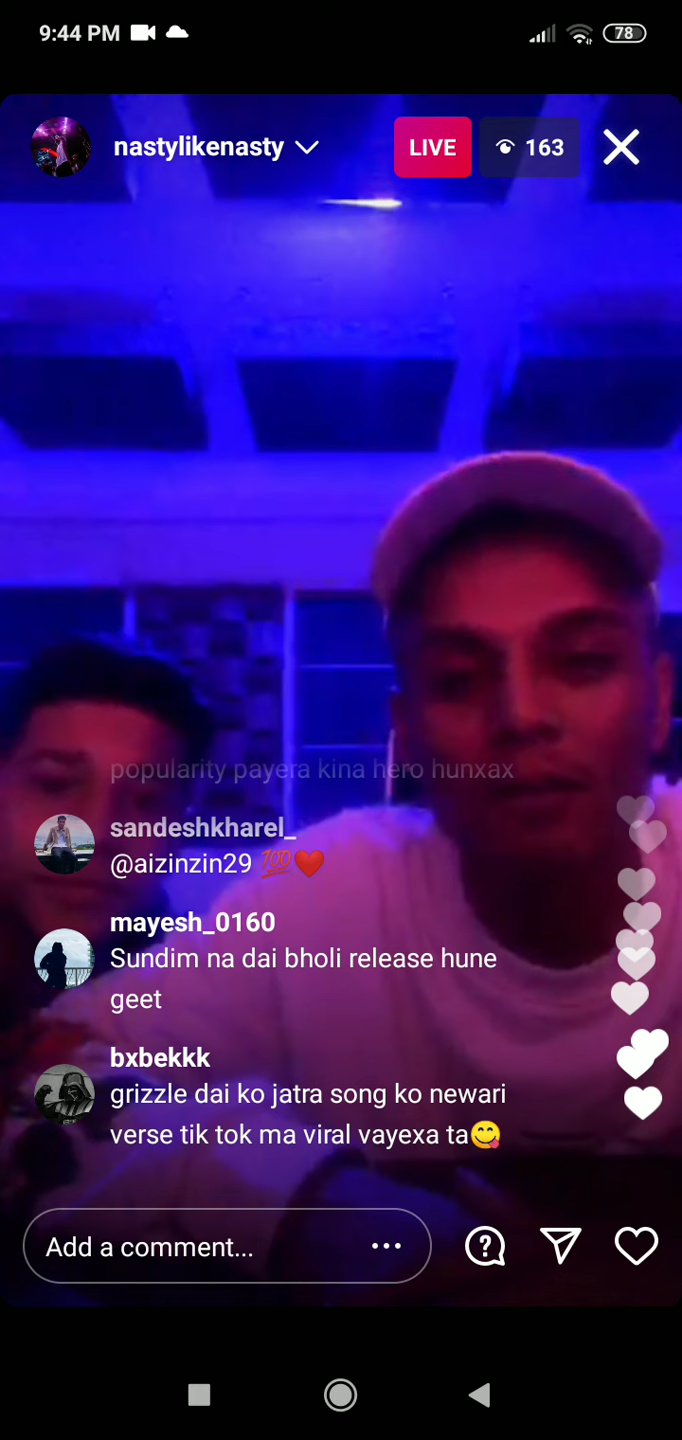 9:44 PM
78
nastylikenasty
LIVE
163
popularity payera kina hero hunxax
sandeshkharel_
@aizinzin29 💯❤️
mayesh_0160
Sundim na dai bholi release hune
geet
bxbekkk
grizzle dai ko jatra song ko newari
verse tik tok ma viral vayexa ta😋
Add a comment...